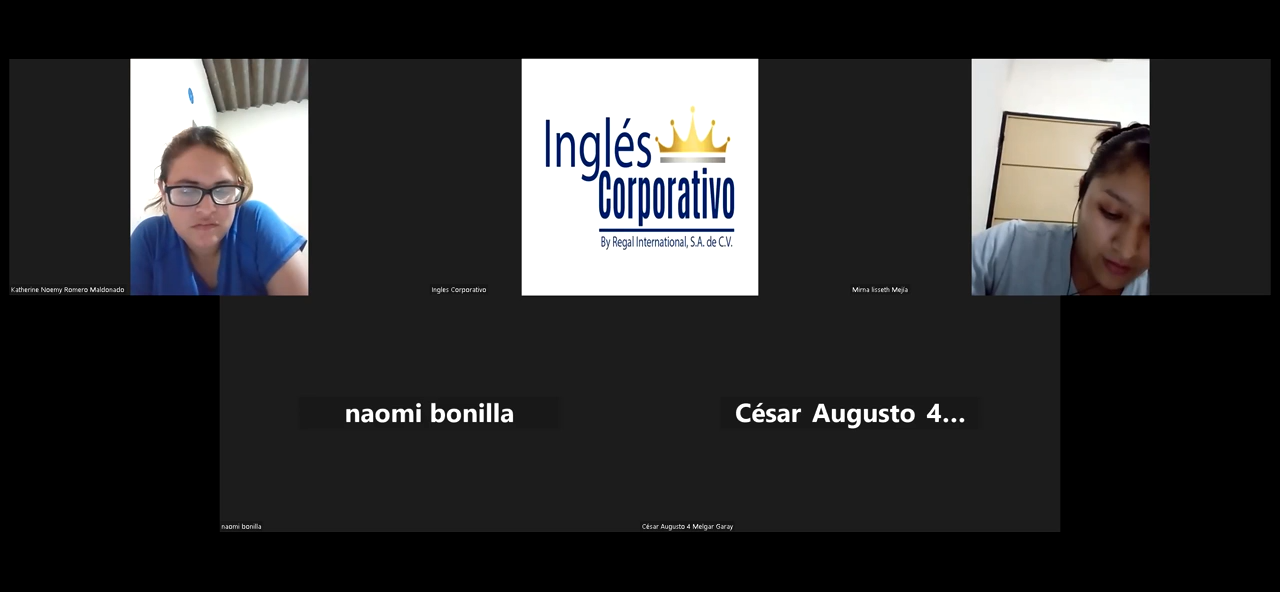 Inglés
Corporativo
By Regal International, S.A. de C.V.
Katherine Noemy Romero Maldonado
Ingles Corporativo
Mirna lisseth Mejía
naomi bonilla
César Augusto 4...
naomi bonilla
César Augusto 4 Melgar Garay